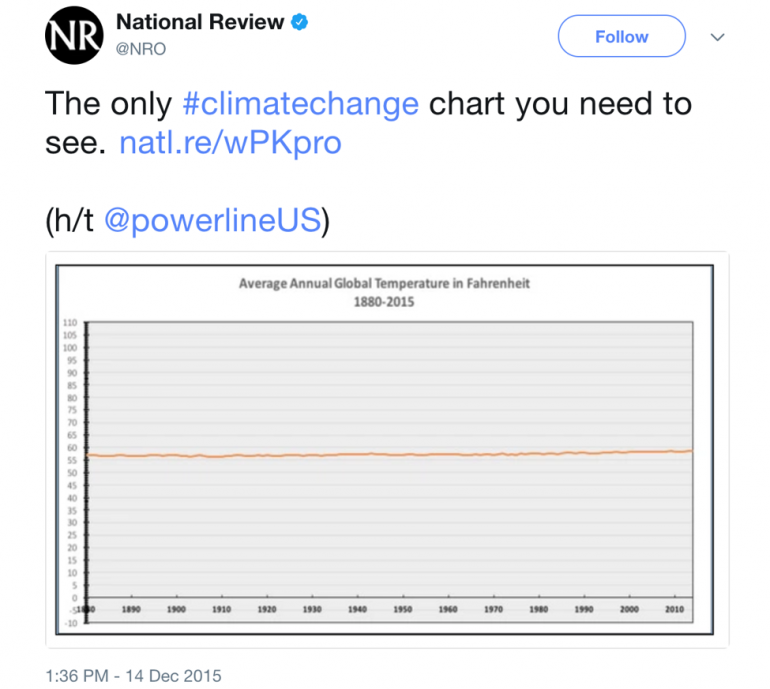 National Review
@NRO
Follow
The only #climatechange chart you need to
see. natl.re/wPKpro
(h/t @powerlineUS)
Average Annual Global Temperature in Fahrenheit
1880-2015
110
105
100
95
90
85
80
75
70
65
60
55
50
45
40
35
30
25
20
15
10
5
0
-5
-10
1880 1890 1900 1910 1920 1930 1940 1950 1960 1970 1980 1990 2000 2010
1:36 PM - 14 Dec 2015